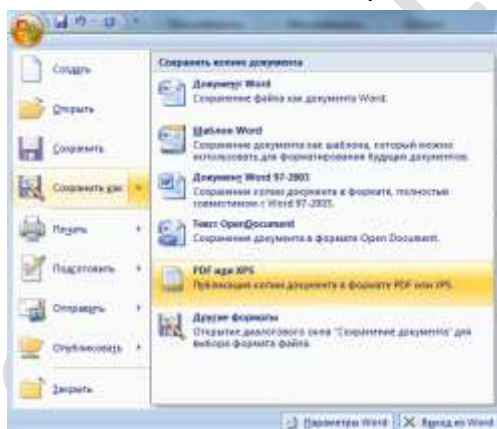 Создать
Открыть
Сохранить
Сохранить как
Печать
Подготовить
Отправить
Опубликовать
Закрыть
Сохранить копию документа
Документ Word
Сохранение файла как документа Word.
Шаблон Word
Сохранение документа как шаблона, который можно
использовать для форматирования будущих документов.
Документ Word 97-2003
Сохранение копии документа в формате, полностью
совместимом с Word 97-2003.
Текст OpenDocument
Сохранение документа в формате Open Document.
PDF или XPS
Публикация копии документа в формате PDF или XPS.
Другие форматы
Открытие диалогового окна "Сохранение документа" для
выбора формата файла.
Параметры Word
Выход из Word